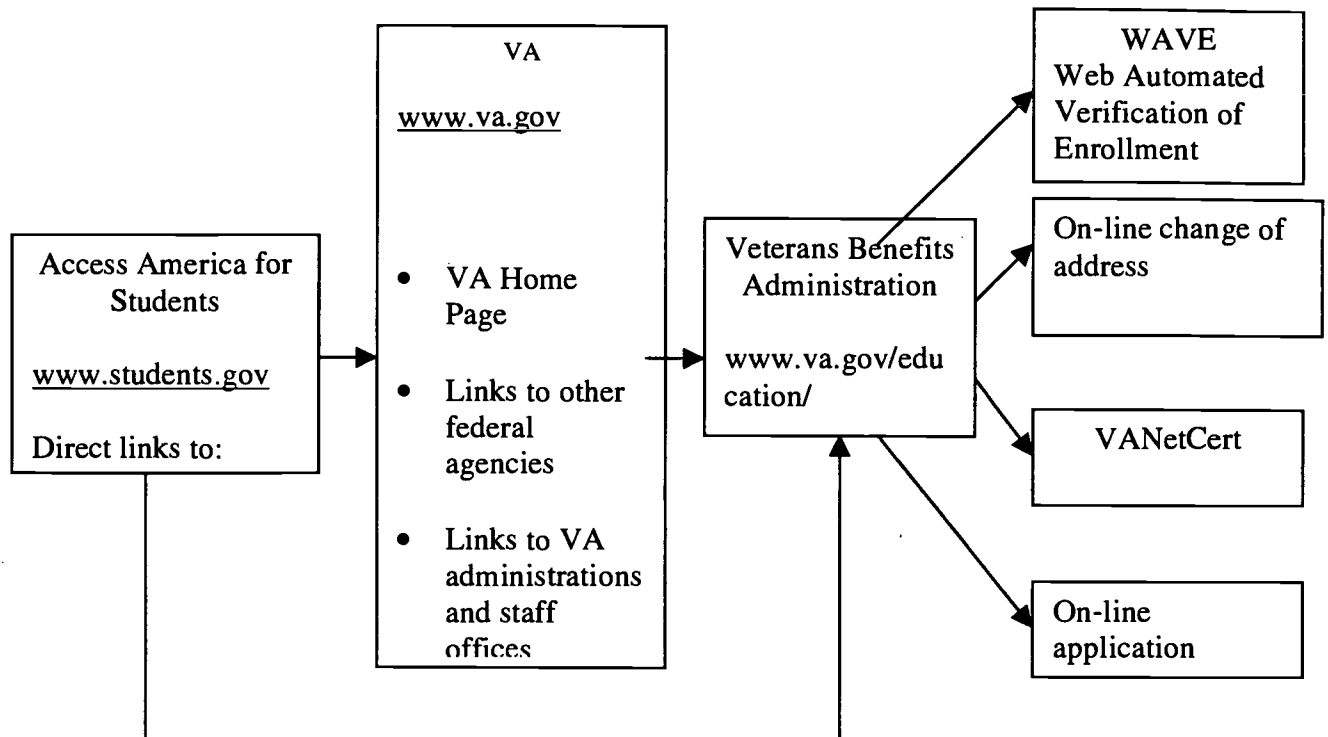 Access America for
Students
www.students.gov
Direct links to:
VA
www.va.gov
• VA Home
Page
• Links to other
federal
agencies
• Links to VA
administrations
and staff
offices
Veterans Benefits
Administration
www.va.gov/edu
cation/
WAVE
Web Automated
Verification of
Enrollment
On-line change of
address
VANetCert
On-line
application